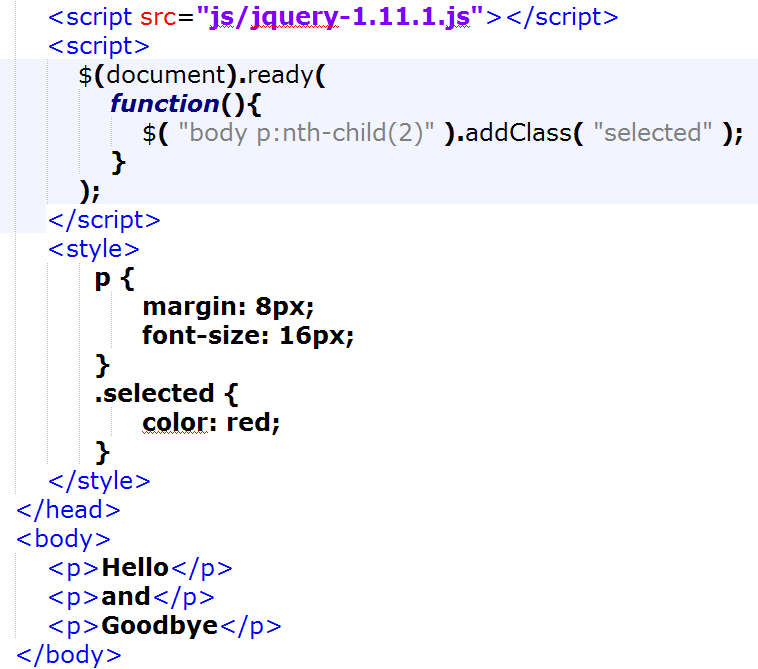 <script src="js/jquery-1.11.1.js"></script>
<script>
$(document).ready(
function(){
$( "body p:nth-child(2)" ).addClass( "selected" );
}
);
</script>
<style>
p {
margin: 8px;
font-size: 16px;
}
.selected {
color: red;
}
</style>
</head>
<body>
<p>Hello</p>
<p>and</p>
<p>Goodbye</p>
</body>